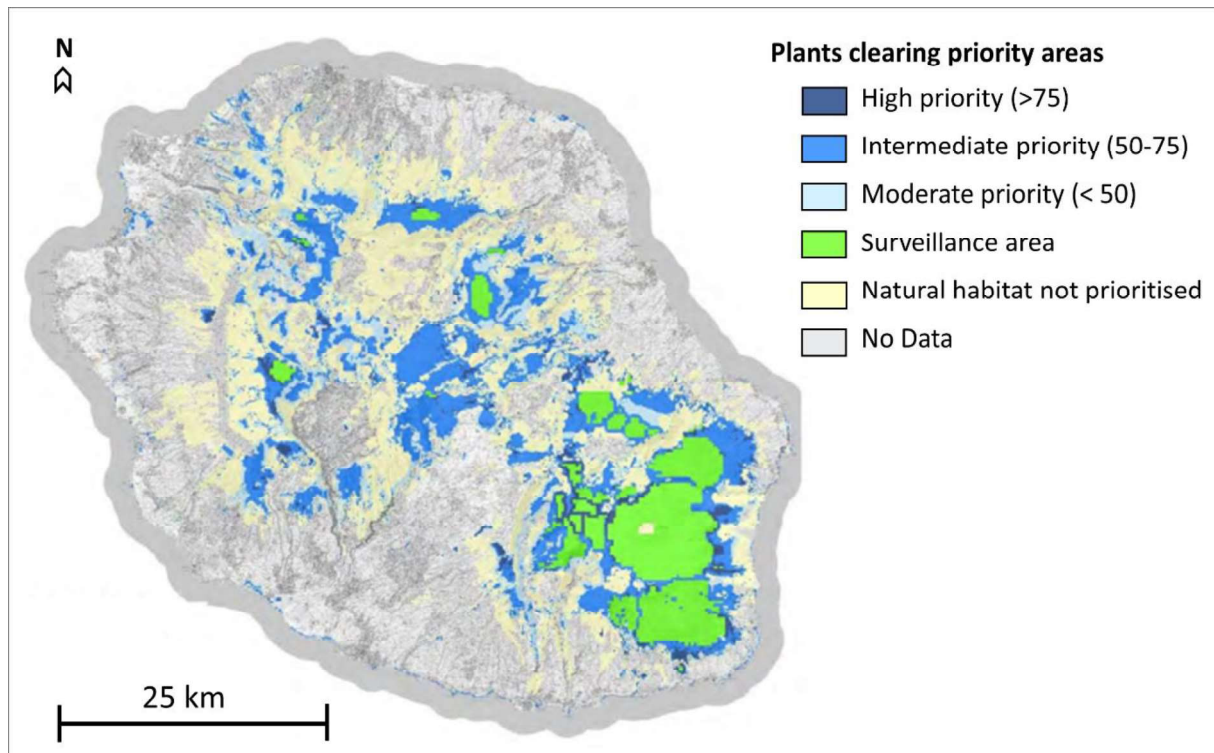 N
Plants clearing priority areas
High priority (>75)
Intermediate priority (50-75)
Moderate priority (< 50)
Surveillance area
Natural habitat not prioritised
No Data
25 km